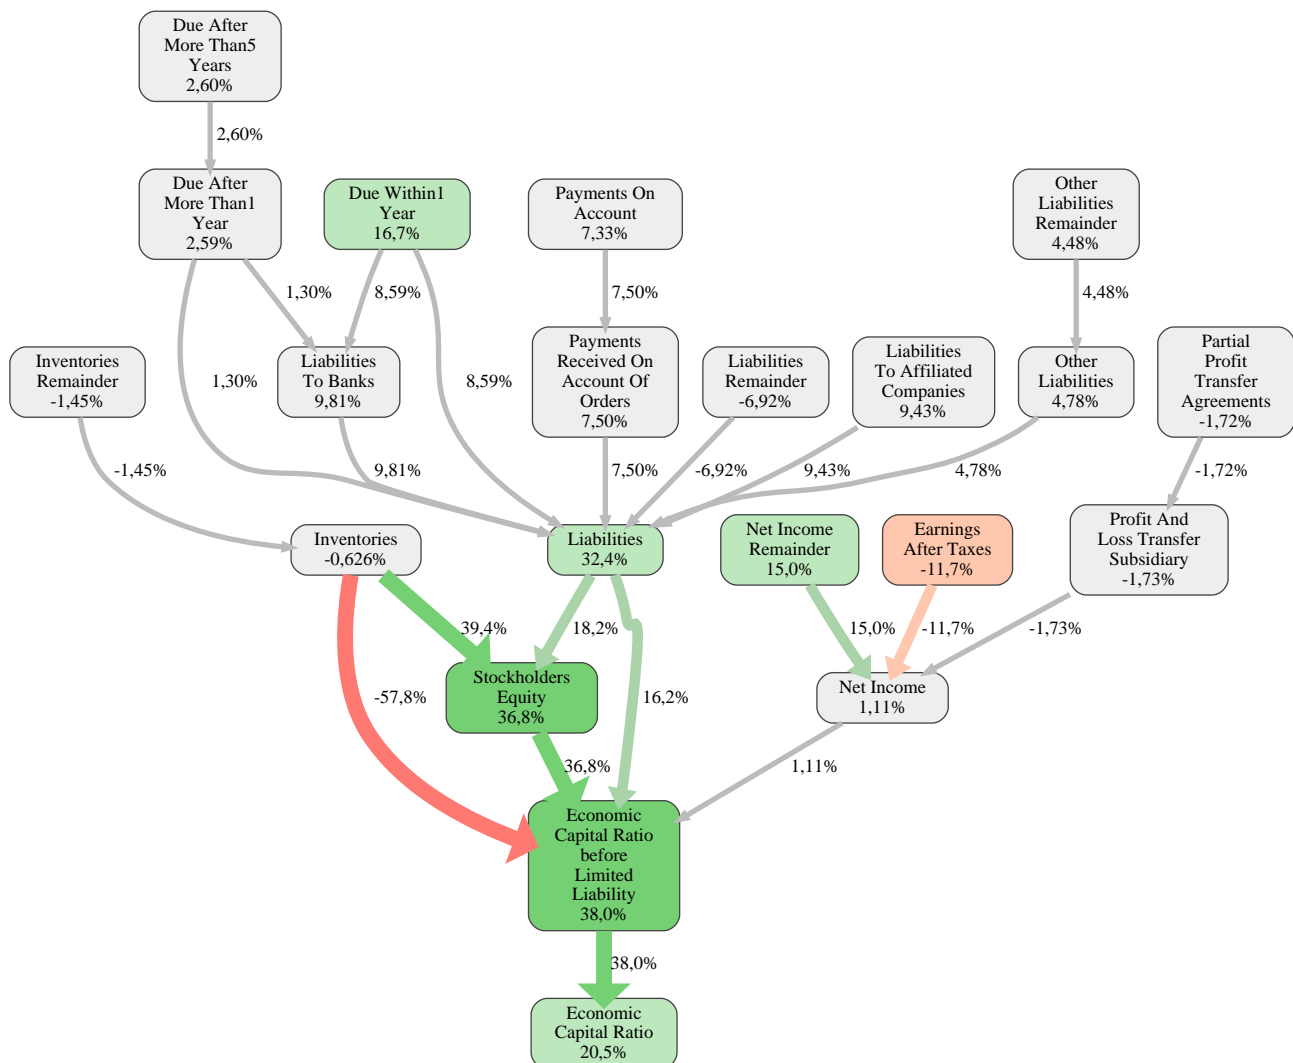 Due After
More Than5
Years
2,60%
2,60%
Due After
More Than1
Year
2,59%
Due Within1
Year
16,7%
Payments On
Account
7,33%
Other
Liabilities
Remainder
4,48%
1,30%
8,59%
7,50%
4,48%
Inventories
Remainder
-1,45%
Liabilities
To Banks
9,81%
Payments
Received On
Account Of
Orders
7,50%
Liabilities
Remainder
-6,92%
Liabilities
To Affiliated
Companies
9,43%
Other
Liabilities
4,78%
Partial
Profit
Transfer
Agreements
-1,72%
1,30%
8,59%
-1,45%
9,81%
7,50%
-6,92%
9,43%
4,78%
-1,72%
Inventories
-0,626%
Liabilities
32,4%
Net Income
Remainder
15,0%
Earnings
After Taxes
-11,7%
Profit And
Loss Transfer
Subsidiary
-1,73%
39,4%
18,2%
15,0%
-11,7%
-1,73%
Stockholders
Equity
36,8%
-57,8%
16,2%
Net Income
1,11%
36,8%
1,11%
Economic
Capital Ratio
before
Limited
Liability
38,0%
38,0%
Economic
Capital Ratio
20,5%